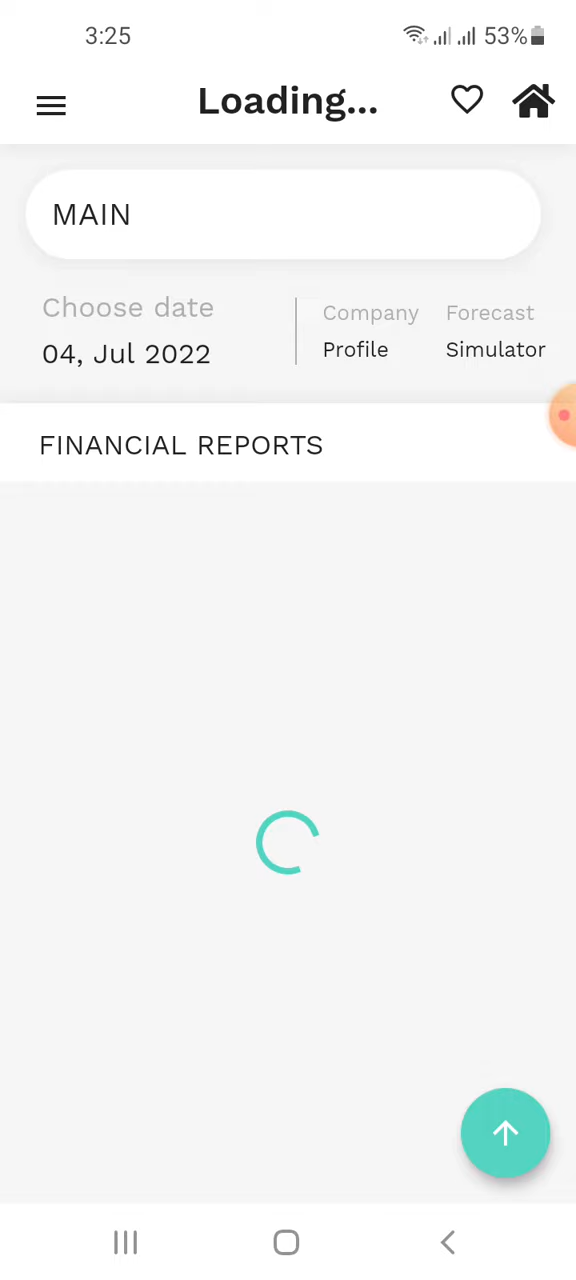 3:25
53%
Loading...
MAIN
Choose date
04, Jul 2022
Company
Profile
Forecast
Simulator
FINANCIAL REPORTS